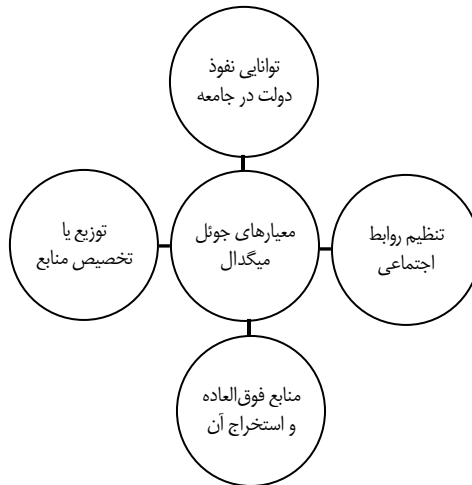 توانایی نفوذ
دولت در جامعه
تنظیم روابط
اجتماعی
معیارهای جوئل
میگدال
توزیع یا
تخصیص منابع
منابع فوق‌العاده
و استخراج آن